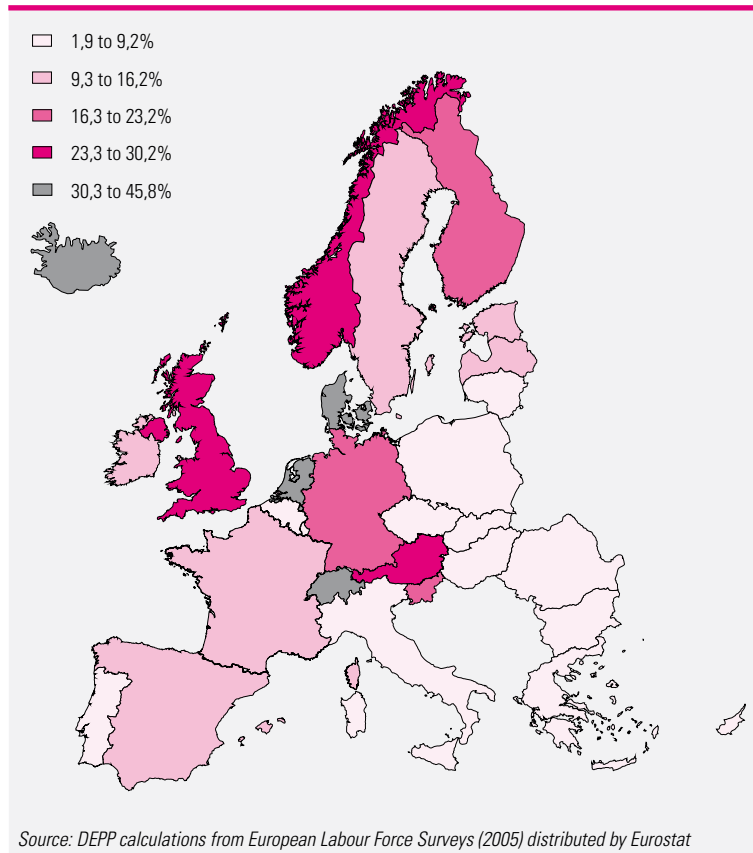 1,9 to 9,2%
9,3 to 16,2%
16,3 to 23,2%
23,3 to 30,2%
30,3 to 45,8%
Source: DEPP calculations from European Labour Force Surveys (2005) distributed by Eurostat